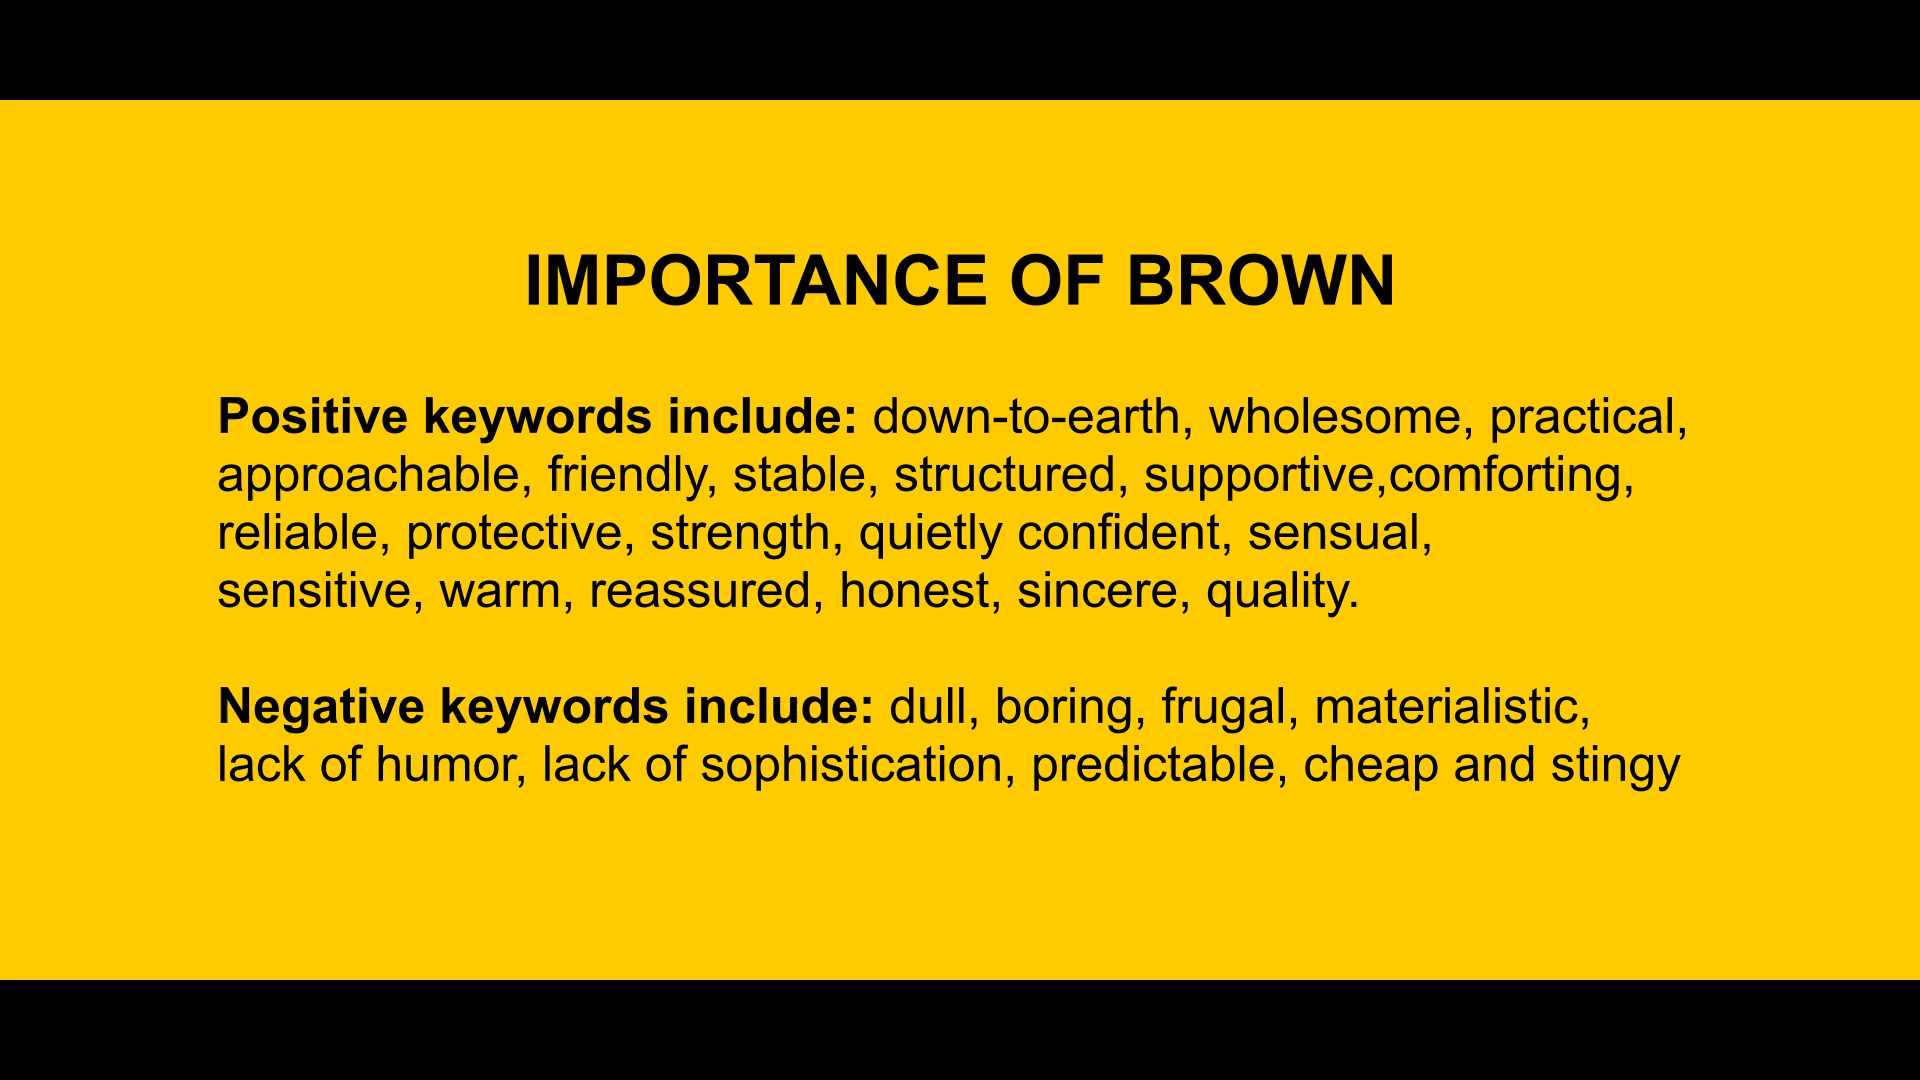 IMPORTANCE OF BROWN
Positive keywords include: down-to-earth, wholesome, practical,
approachable, friendly, stable, structured, supportive,comforting,
reliable, protective, strength, quietly confident, sensual,
sensitive, warm, reassured, honest, sincere, quality.
Negative keywords include: dull, boring, frugal, materialistic,
lack of humor, lack of sophistication, predictable, cheap and stingy